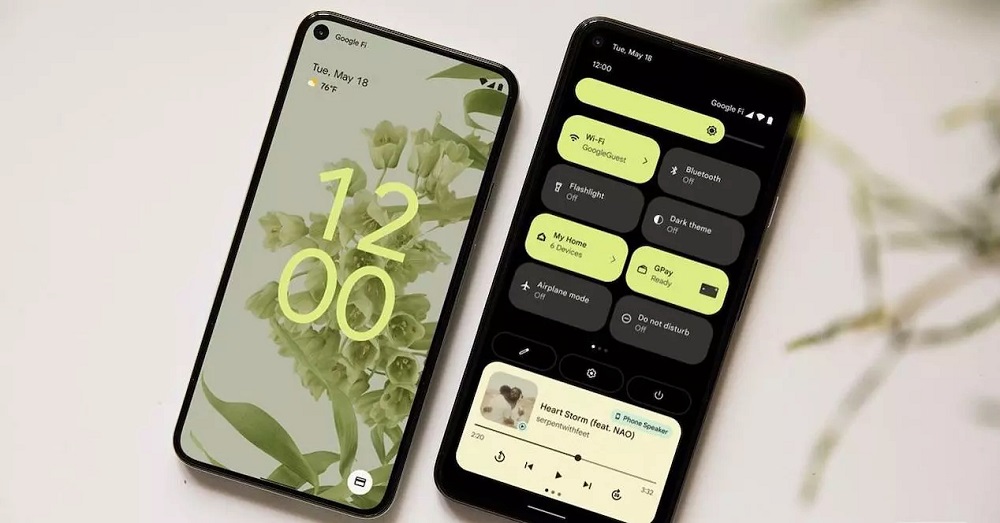 Google Fi
Tue, May 18
76°F
12
00
Tue, May 18
12:00
Google Fi
Wi-Fi
GoogleGuest
Bluetooth
Off
Flashlight
Off
Dark theme
Off
My Home
6 Devices
GPay
Ready
Airplane mode
Off
Do not disturb
Off
Heart Storm (feat. NAO)
Phone Speaker
serpentwithfeet
2:20
3:32